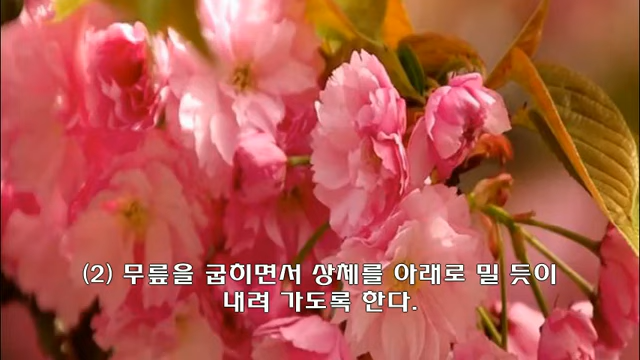 (2) 무릎을 굽히면서 상체를 아래로 밀 듯이
내려 가도록 한다.